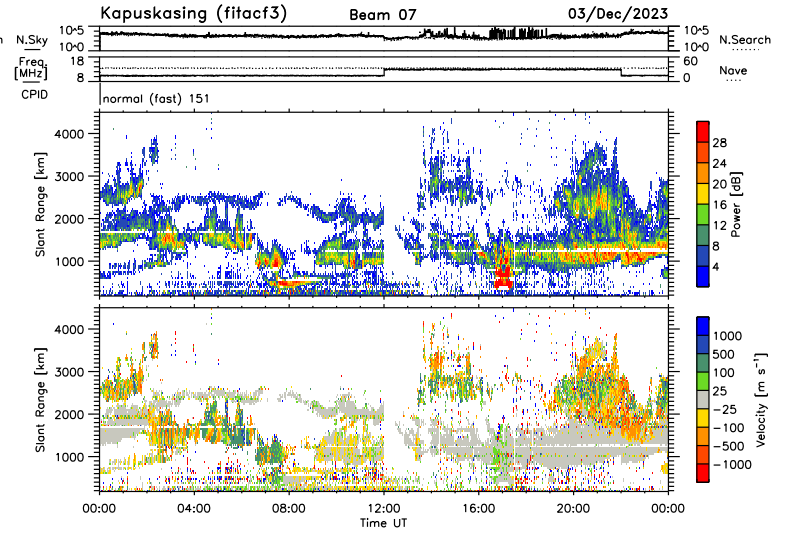 Kapuskasing (fitacf3) Beam 07 03/Dec/2023
N.Sky 10^5 10^0 10^5 10^0 N.Search
Freq. [MHz] 18 8 60 0 Nave
CPID normal (fast) 151
Slant Range [km] 4000 3000 2000 1000
Power [dB] 28 24 20 16 12 8 4
Slant Range [km] 4000 3000 2000 1000
Velocity [m s⁻¹] 1000 500 100 25 -25 -100 -500 -1000
00:00 04:00 08:00 12:00 16:00 20:00 00:00
Time UT